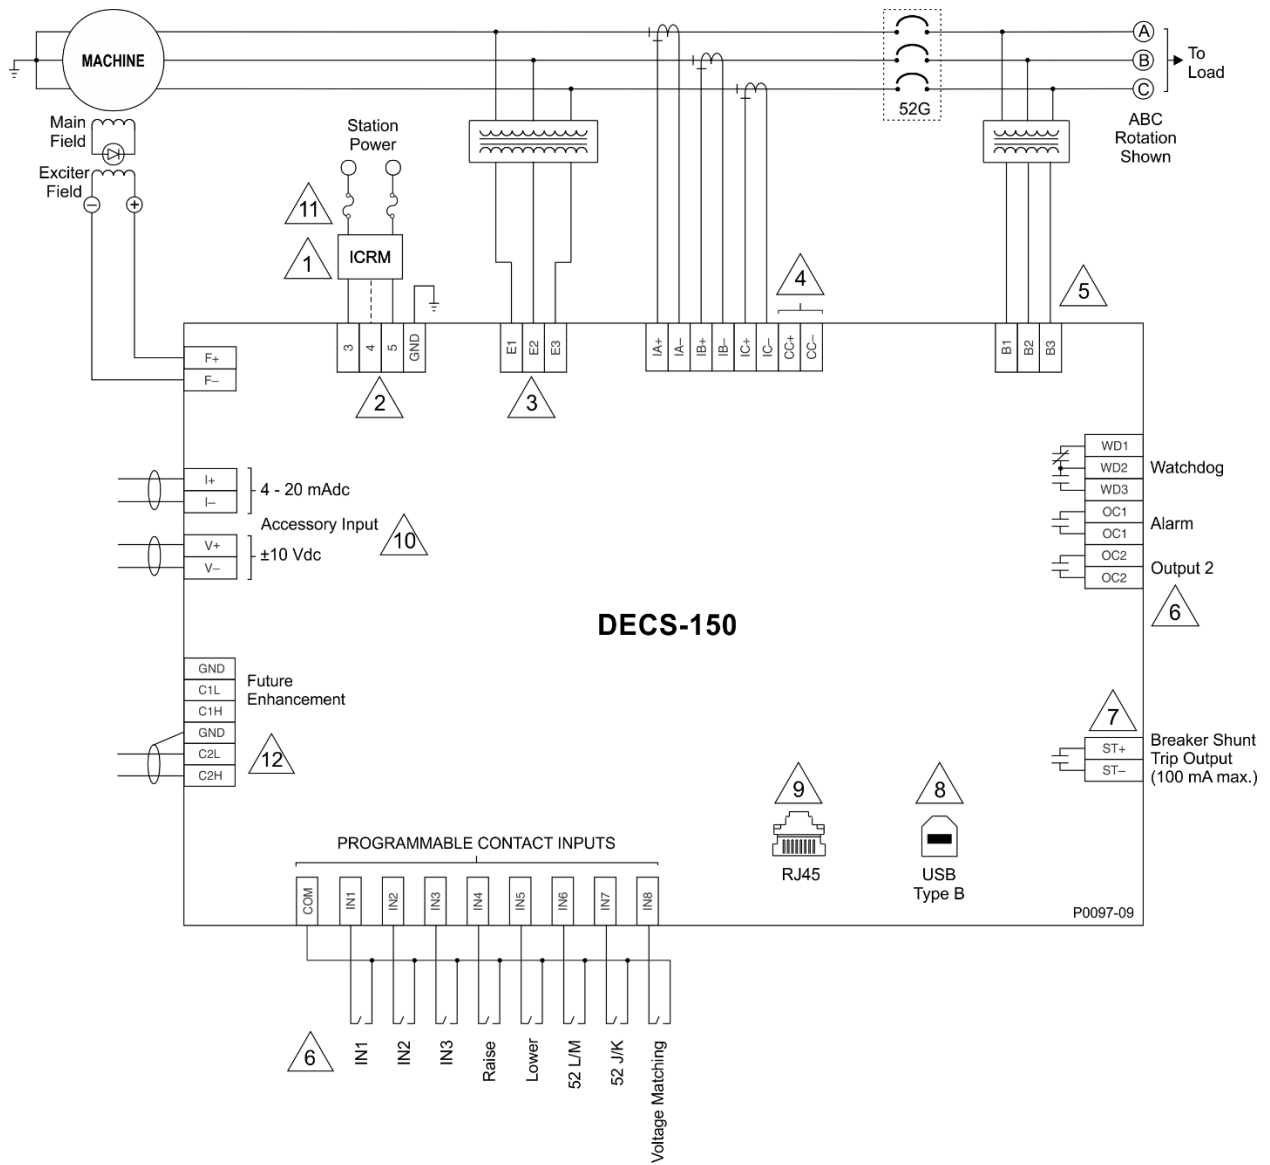 MACHINE
A
B
C
To
Load
52G
ABC
Rotation
Shown
Main
Field
Exciter
Field
−
+
Station
Power
11
ICRM
1
4
5
3
4
5
GND
E1
E2
E3
IA+
IA−
IB+
IB−
IC+
IC−
CC+
CC−
B1
B2
B3
2
3
F+
F−
I+
I−
4 - 20 mAdc
Accessory Input
10
V+
V−
±10 Vdc
WD1
WD2
WD3
Watchdog
OC1
OC1
Alarm
OC2
OC2
Output 2
6
DECS-150
GND
C1L
C1H
GND
C2L
C2H
Future
Enhancement
12
7
ST+
ST−
Breaker Shunt
Trip Output
(100 mA max.)
9
RJ45
8
USB
Type B
PROGRAMMABLE CONTACT INPUTS
COM
IN1
IN2
IN3
IN4
IN5
IN6
IN7
IN8
P0097-09
6
IN1
IN2
IN3
Raise
Lower
52 L/M
52 J/K
Voltage Matching